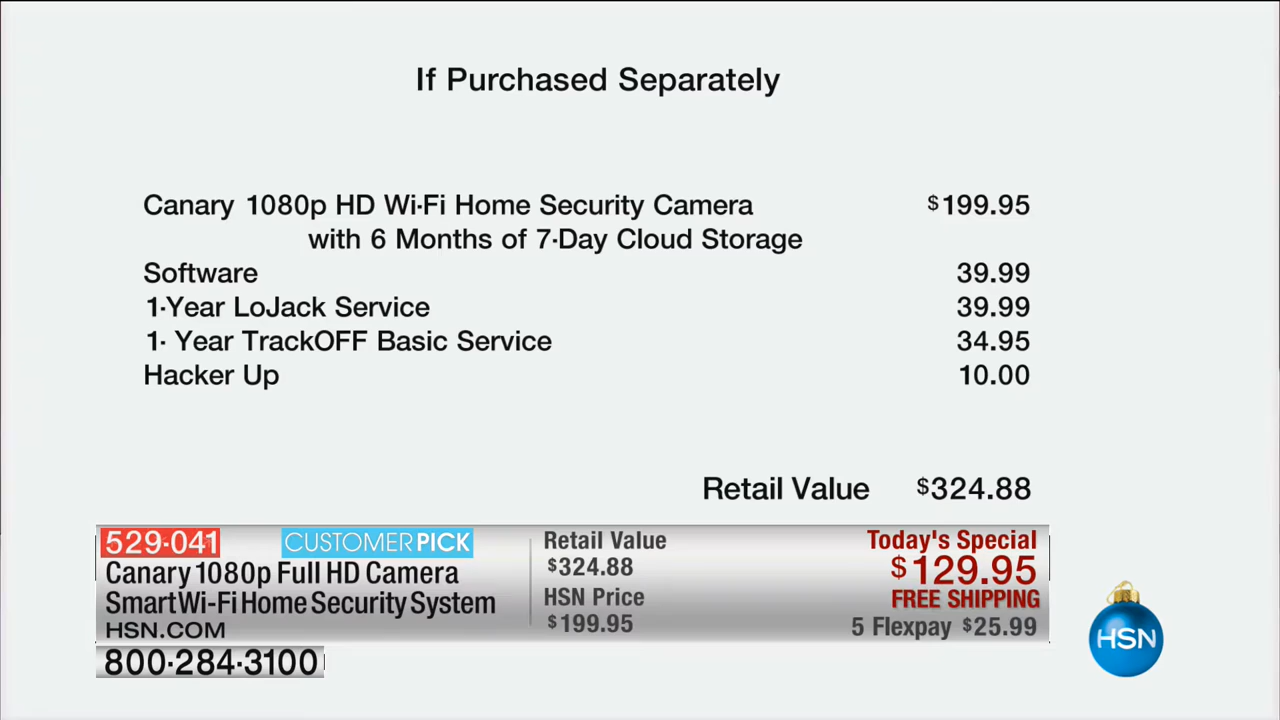 If Purchased Separately
Canary 1080p HD Wi-Fi Home Security Camera $199.95
with 6 Months of 7-Day Cloud Storage
Software 39.99
1-Year LoJack Service 39.99
1- Year TrackOFF Basic Service 34.95
Hacker Up 10.00
Retail Value $324.88
529-041 CUSTOMER PICK
Canary 1080p Full HD Camera
Smart Wi-Fi Home Security System
HSN.COM
800-284-3100
Retail Value
$324.88
HSN Price
$199.95
Today's Special
$129.95
FREE SHIPPING
5 Flexpay $25.99
HSN